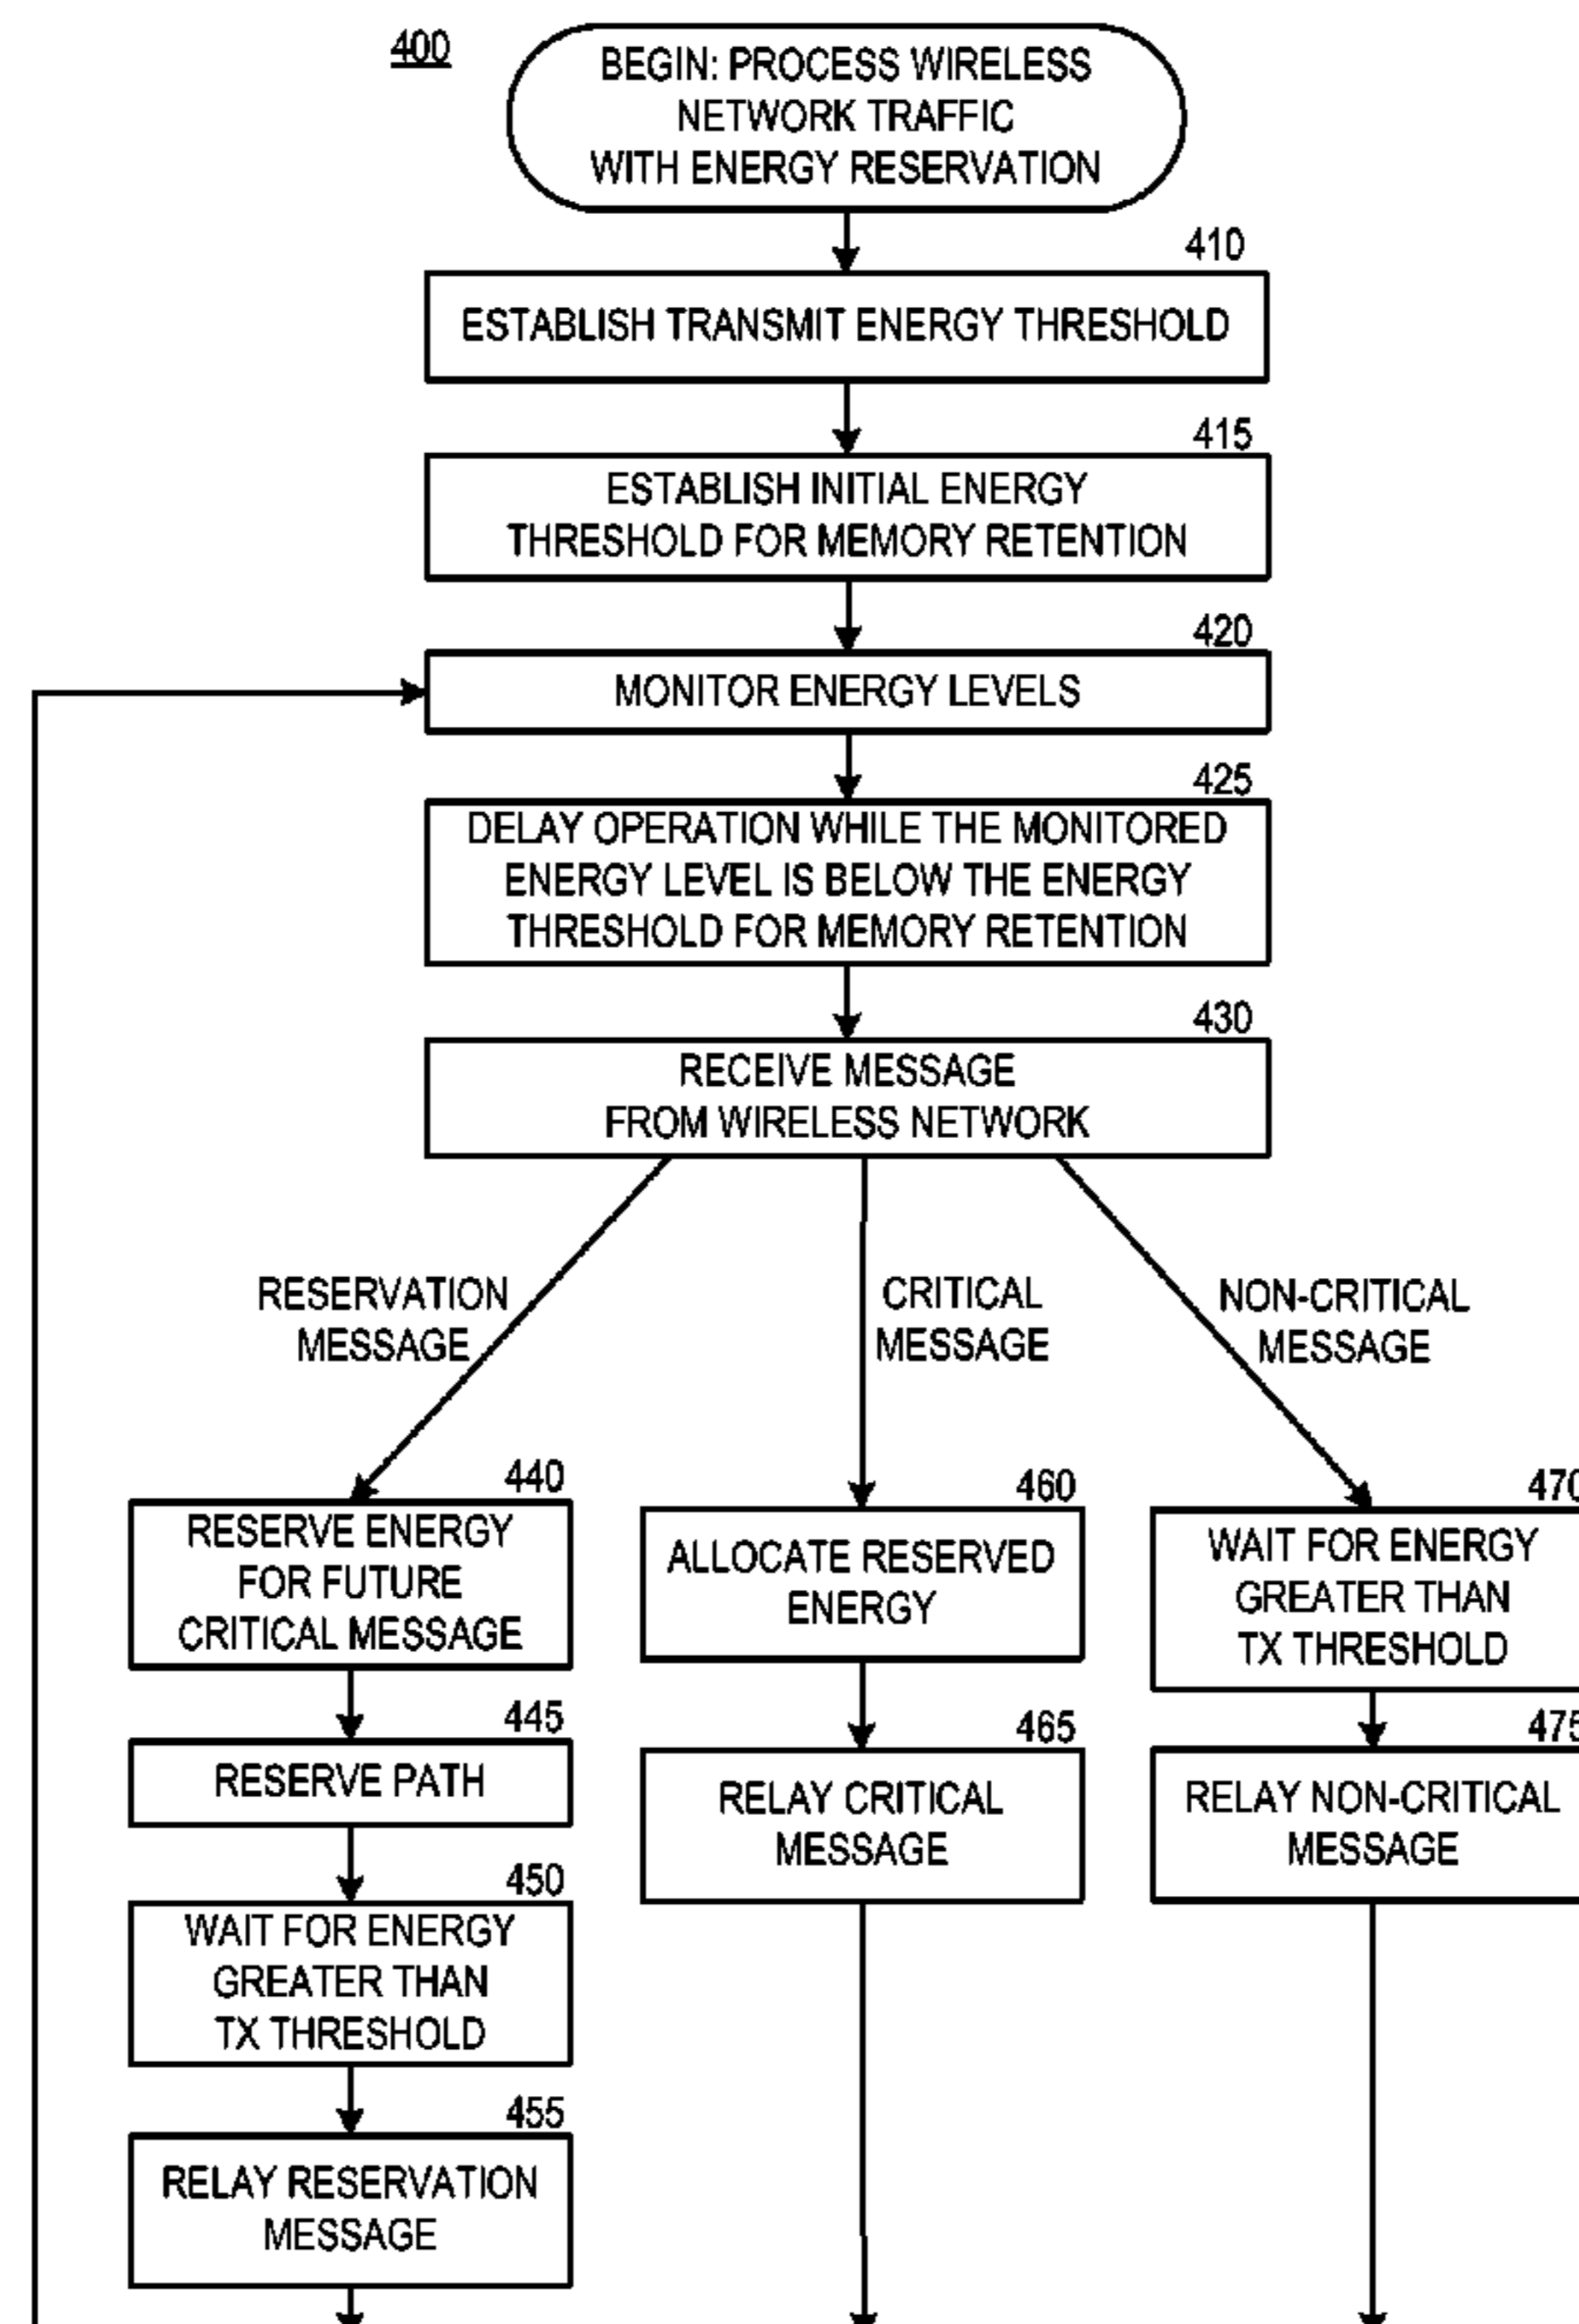 400
BEGIN: PROCESS WIRELESS
NETWORK TRAFFIC
WITH ENERGY RESERVATION
410
ESTABLISH TRANSMIT ENERGY THRESHOLD
415
ESTABLISH INITIAL ENERGY
THRESHOLD FOR MEMORY RETENTION
420
MONITOR ENERGY LEVELS
425
DELAY OPERATION WHILE THE MONITORED
ENERGY LEVEL IS BELOW THE ENERGY
THRESHOLD FOR MEMORY RETENTION
430
RECEIVE MESSAGE
FROM WIRELESS NETWORK
RESERVATION
MESSAGE
CRITICAL
MESSAGE
NON-CRITICAL
MESSAGE
440
RESERVE ENERGY
FOR FUTURE
CRITICAL MESSAGE
445
RESERVE PATH
450
WAIT FOR ENERGY
GREATER THAN
TX THRESHOLD
455
RELAY RESERVATION
MESSAGE
460
ALLOCATE RESERVED
ENERGY
465
RELAY CRITICAL
MESSAGE
470
WAIT FOR ENERGY
GREATER THAN
TX THRESHOLD
475
RELAY NON-CRITICAL
MESSAGE